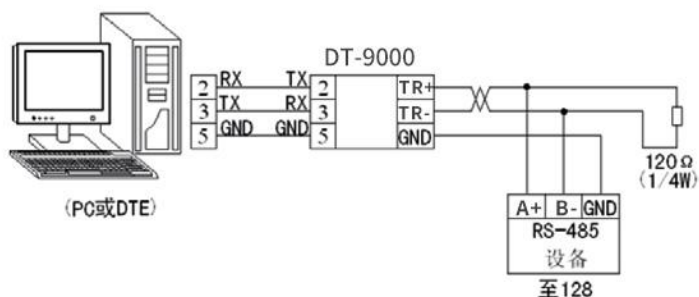 DT-9000
2 RX TX 2 TR+
3 TX RX 3 TR-
5 GND GND 5 GND
120Ω
(1/4W)
(PC或DTE)
A+ B- GND
RS-485
设备
至128